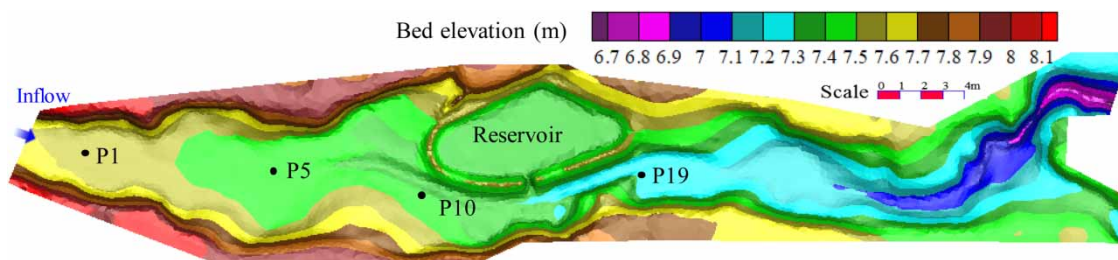 Bed elevation (m)
6.7 6.8 6.9 7 7.1 7.2 7.3 7.4 7.5 7.6 7.7 7.8 7.9 8 8.1
Scale 0 1 2 3 4m
Inflow
Reservoir
P1
P5
P19
P10